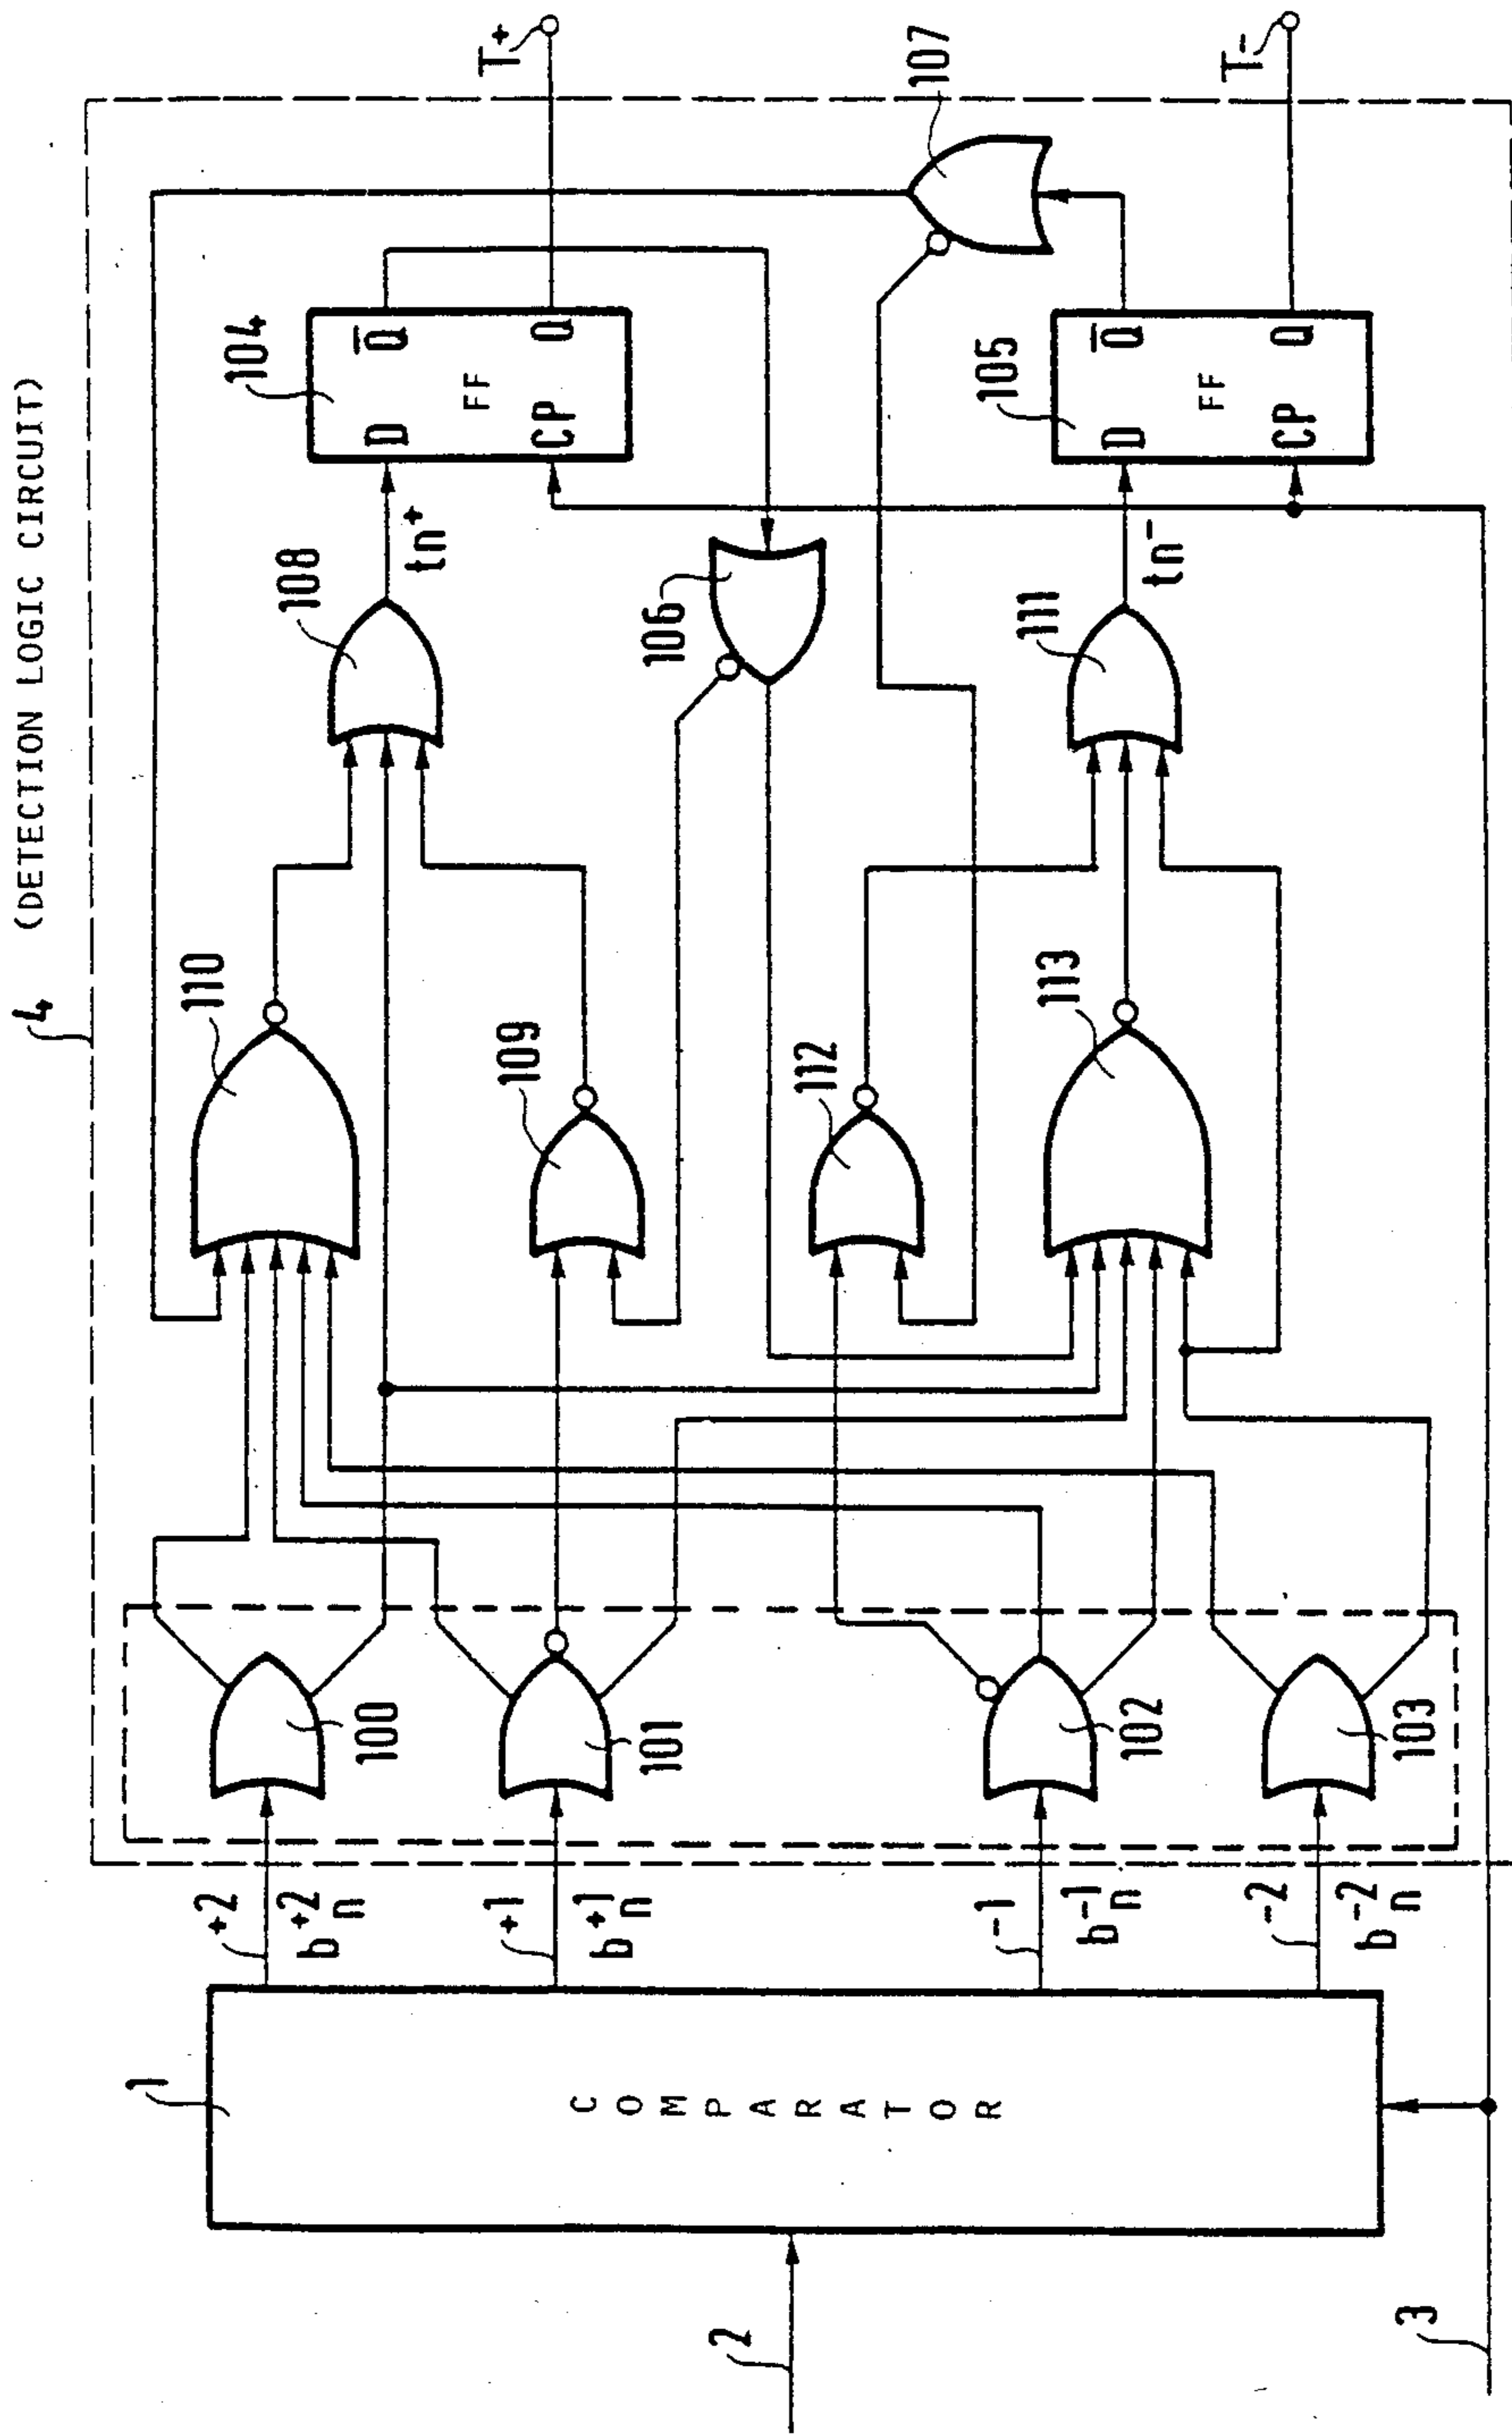 4 (DETECTION LOGIC CIRCUIT)
T+
107
104
D Q̅
FF
CP Q
108
tn⁺
110
106
109
T-
105
D Q̅
FF
CP Q
111
tn⁻
112
113
100
101
102
103
+2
b⁺²n
+1
b⁺¹n
-1
b⁻¹n
-2
b⁻²n
1
COMPARATOR
2
3